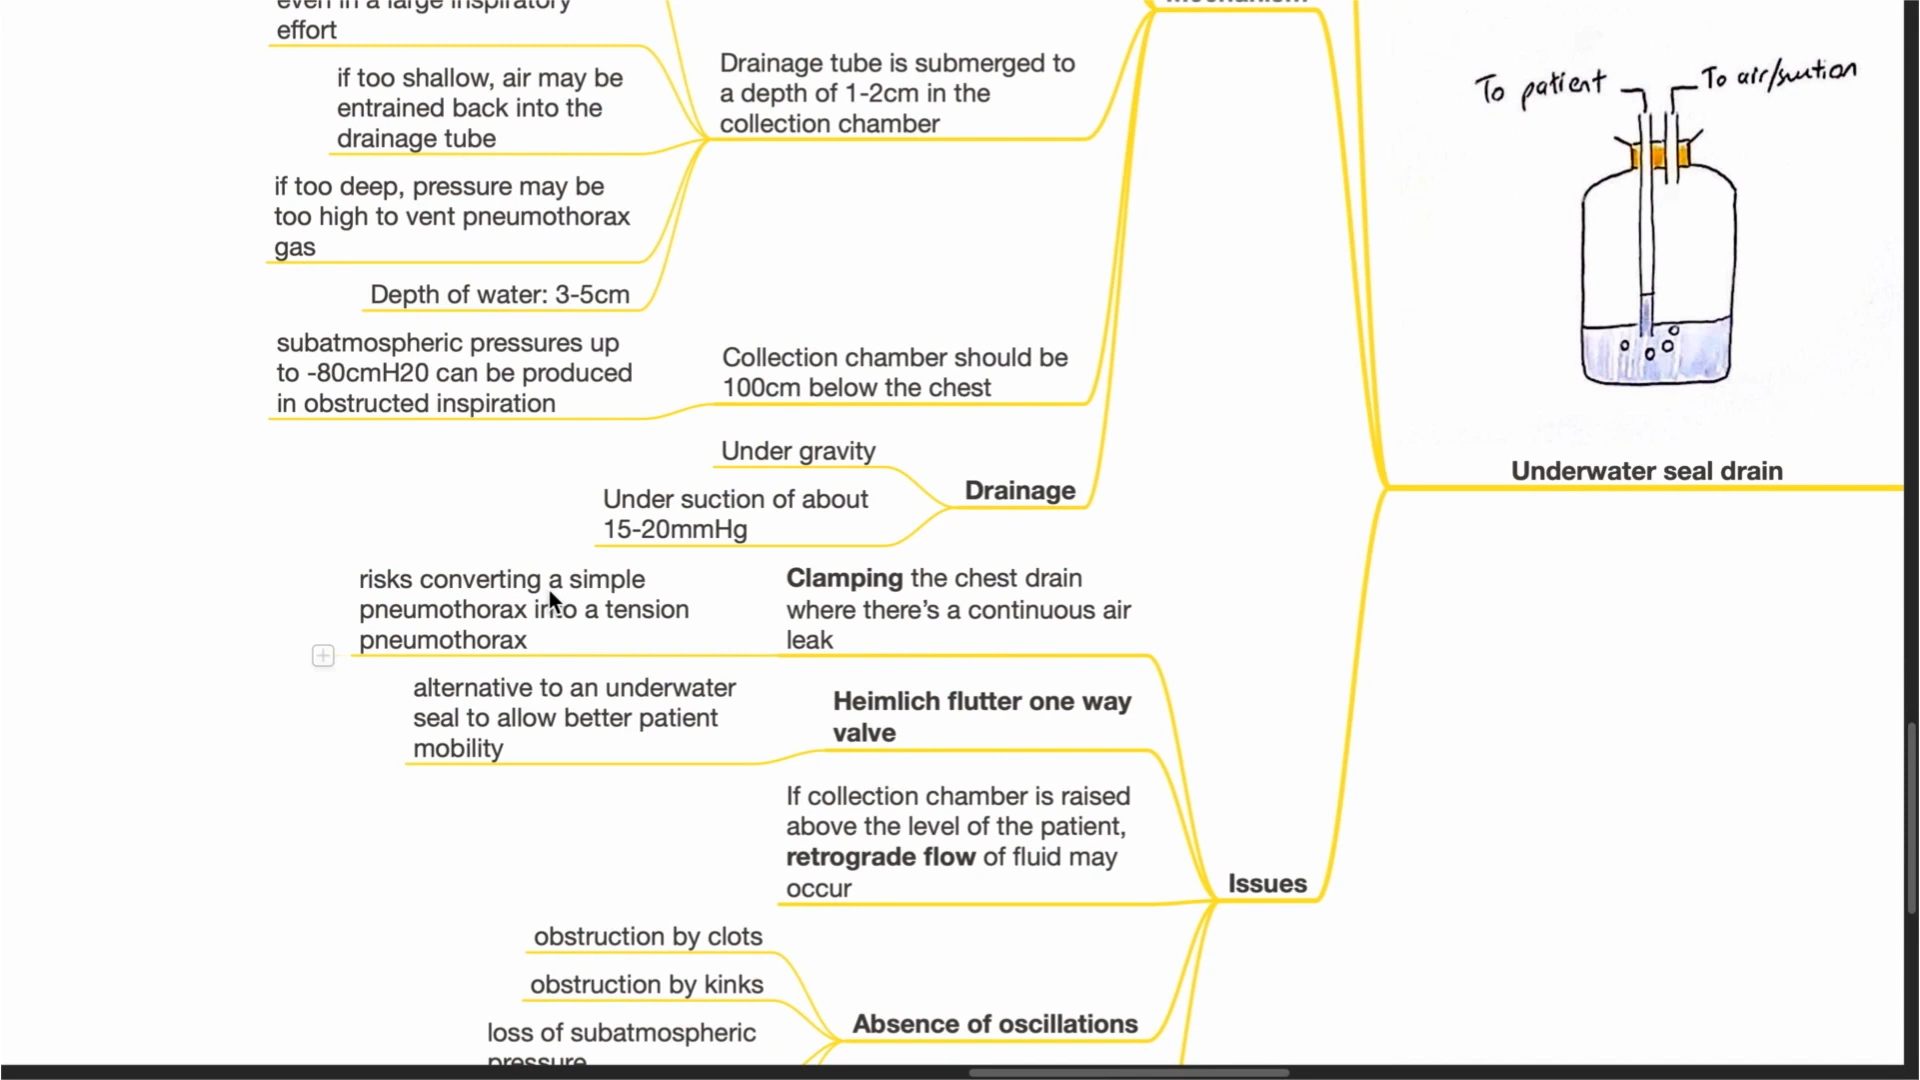 even in a large inspiratory
effort
if too shallow, air may be
entrained back into the
drainage tube
if too deep, pressure may be
too high to vent pneumothorax
gas
Depth of water: 3-5cm
Drainage tube is submerged to
a depth of 1-2cm in the
collection chamber
Mechanism
subatmospheric pressures up
to -80cmH20 can be produced
in obstructed inspiration
Collection chamber should be
100cm below the chest
Under gravity
Under suction of about
15-20mmHg
Drainage
To patient
To air/suction
Underwater seal drain
risks converting a simple
pneumothorax into a tension
pneumothorax
Clamping the chest drain
where there’s a continuous air
leak
alternative to an underwater
seal to allow better patient
mobility
Heimlich flutter one way
valve
If collection chamber is raised
above the level of the patient,
retrograde flow of fluid may
occur
Issues
obstruction by clots
obstruction by kinks
loss of subatmospheric
pressure
Absence of oscillations